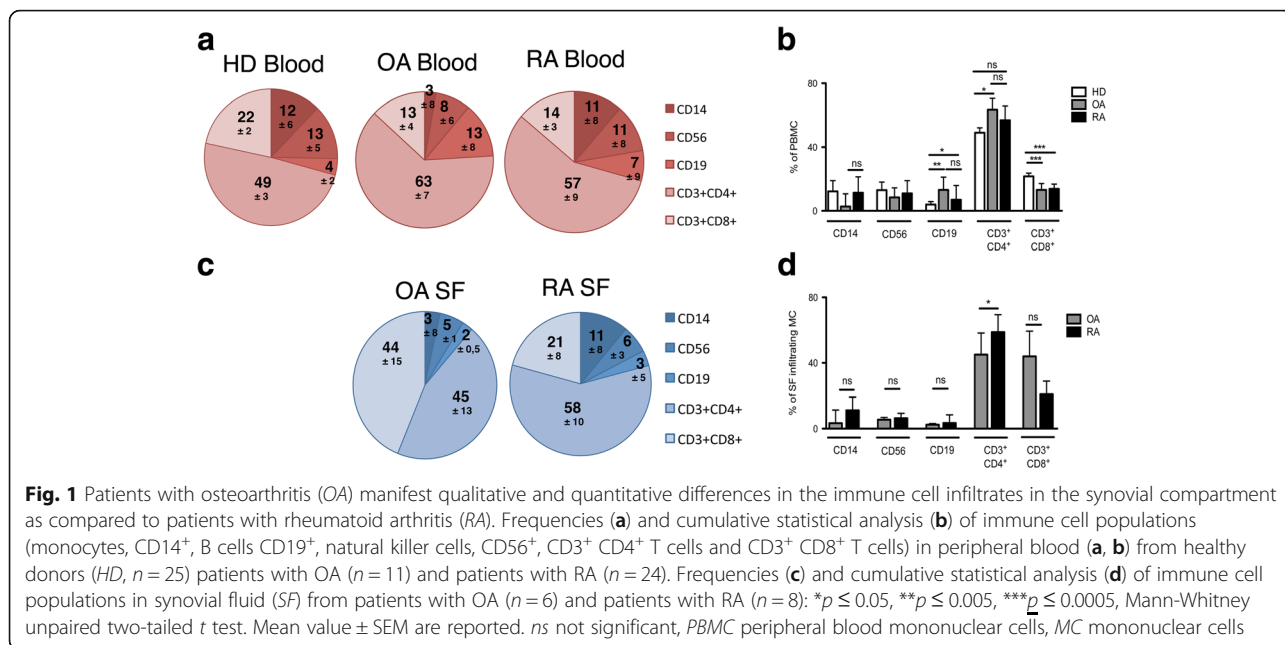 a
HD Blood
OA Blood
RA Blood
12
± 6
13
± 5
4
± 2
49
± 3
22
± 2
3
± 8
8
± 6
13
± 8
63
± 7
13
± 4
11
± 8
11
± 8
7
± 9
57
± 9
14
± 3
CD14
CD56
CD19
CD3+CD4+
CD3+CD8+
b
% of PBMC
80
40
0
ns
* ns
ns
*
** ns
***
***
HD
OA
RA
CD14
CD56
CD19
CD3⁺ CD4⁺
CD3⁺ CD8⁺
c
OA SF
RA SF
3
± 8
5
± 1
2
± 0,5
45
± 13
44
± 15
11
± 8
6
± 3
3
± 5
58
± 10
21
± 8
CD14
CD56
CD19
CD3+CD4+
CD3+CD8+
d
% of SF infiltrating MC
80
40
0
ns
ns
ns
*
ns
OA
RA
CD14
CD56
CD19
CD3⁺ CD4⁺
CD3⁺ CD8⁺
Fig. 1 Patients with osteoarthritis (OA) manifest qualitative and quantitative differences in the immune cell infiltrates in the synovial compartment
as compared to patients with rheumatoid arthritis (RA). Frequencies (a) and cumulative statistical analysis (b) of immune cell populations
(monocytes, CD14⁺, B cells CD19⁺, natural killer cells, CD56⁺, CD3⁺ CD4⁺ T cells and CD3⁺ CD8⁺ T cells) in peripheral blood (a, b) from healthy
donors (HD, n = 25) patients with OA (n = 11) and patients with RA (n = 24). Frequencies (c) and cumulative statistical analysis (d) of immune cell
populations in synovial fluid (SF) from patients with OA (n = 6) and patients with RA (n = 8): *p ≤ 0.05, **p ≤ 0.005, ***p ≤ 0.0005, Mann-Whitney
unpaired two-tailed t test. Mean value ± SEM are reported. ns not significant, PBMC peripheral blood mononuclear cells, MC mononuclear cells